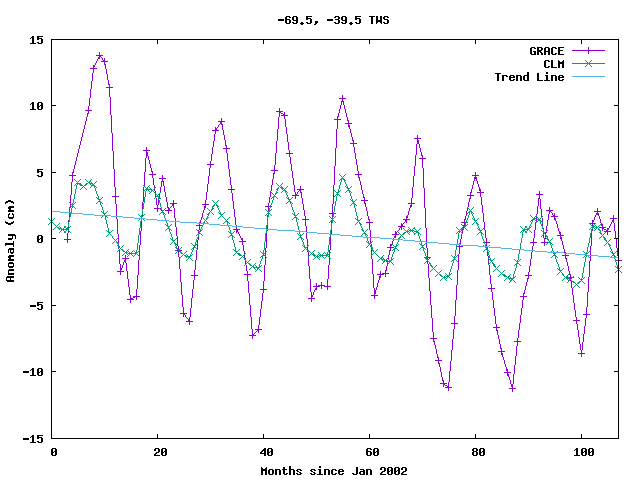 -69.5, -39.5 TWS
GRACE
CLM
Trend Line
15
10
5
0
-5
-10
-15
Anomaly (cm)
0 20 40 60 80 100
Months since Jan 2002